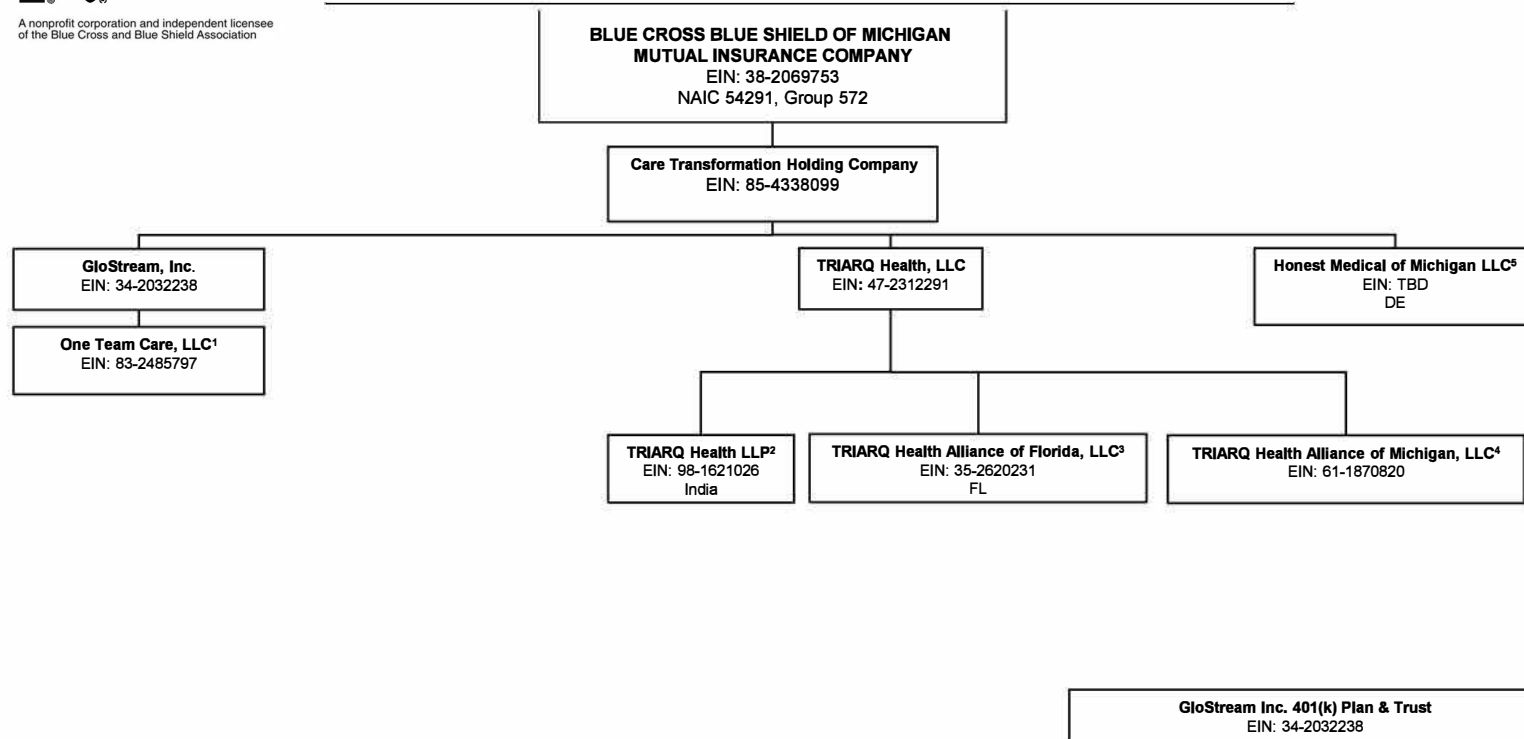 A nonprofit corporation and independent licensee
of the Blue Cross and Blue Shield Association
BLUE CROSS BLUE SHIELD OF MICHIGAN
MUTUAL INSURANCE COMPANY
EIN: 38-2069753
NAIC 54291, Group 572
Care Transformation Holding Company
EIN: 85-4338099
GloStream, Inc.
EIN: 34-2032238
TRIARQ Health, LLC
EIN: 47-2312291
Honest Medical of Michigan LLC⁵
EIN: TBD
DE
One Team Care, LLC¹
EIN: 83-2485797
TRIARQ Health LLP²
EIN: 98-1621026
India
TRIARQ Health Alliance of Florida, LLC³
EIN: 35-2620231
FL
TRIARQ Health Alliance of Michigan, LLC⁴
EIN: 61-1870820
GloStream Inc. 401(k) Plan & Trust
EIN: 34-2032238